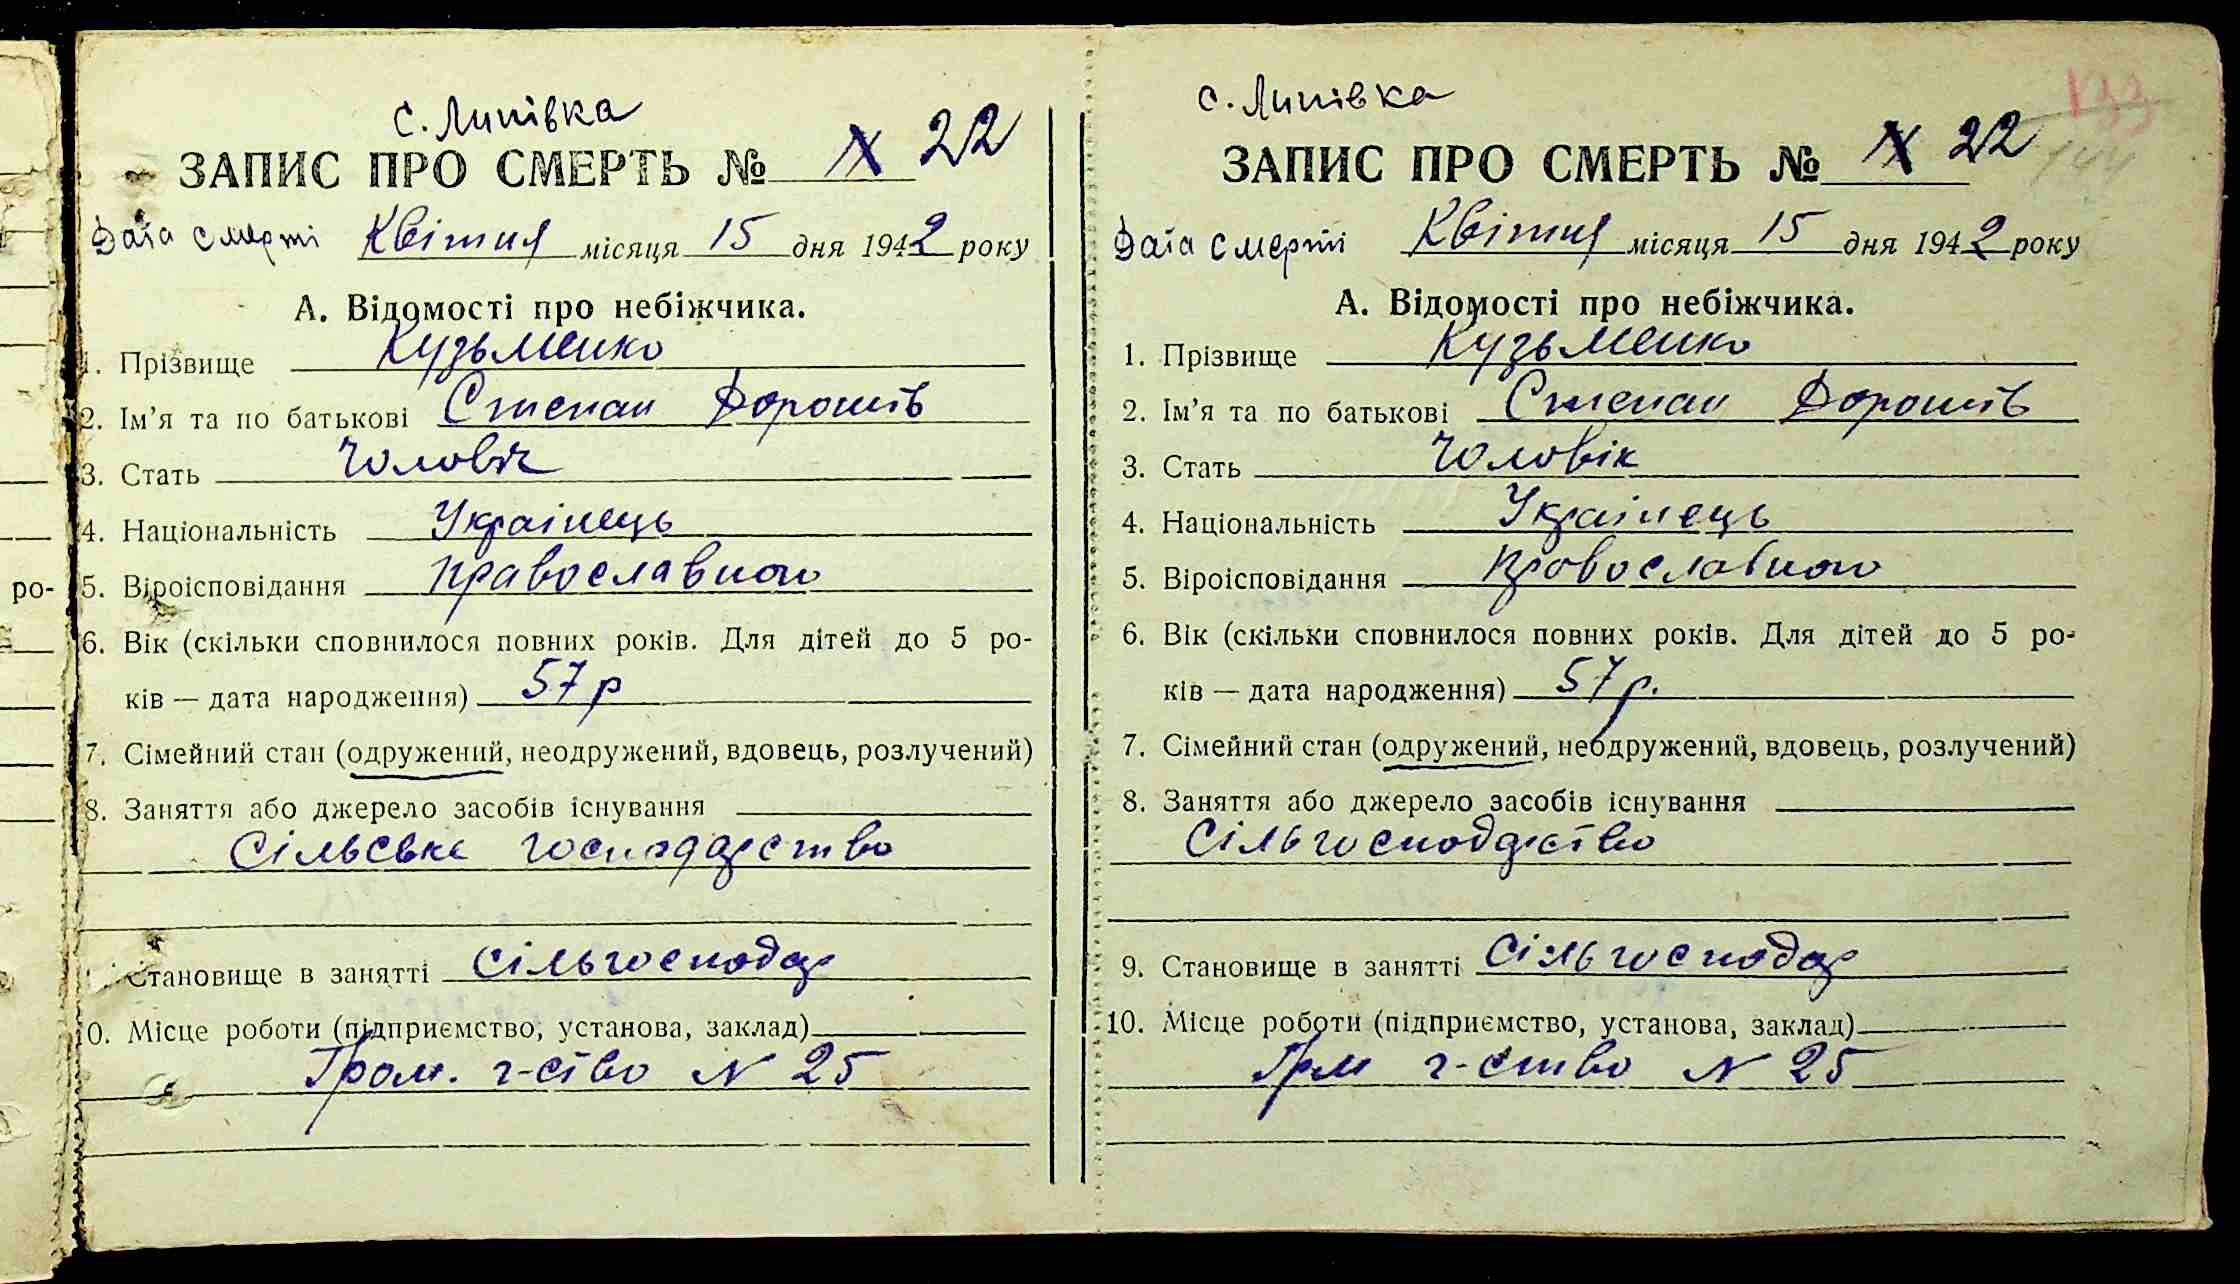 с. Липівка
ЗАПИС ПРО СМЕРТЬ № X 22
Дата смерті Квітня місяця 15 дня 1942 року
А. Відомості про небіжчика.
1. Прізвище Кузьменко
2. Ім'я та по батькові Степан Дорошів
3. Стать Чоловік
4. Національність Українець
ро-
5. Віроісповідання православного
6. Вік (скільки сповнилося повних років. Для дітей до 5 ро-
ків — дата народження) 57 р
7. Сімейний стан (одружений, неодружений, вдовець, розлучений)
8. Заняття або джерело засобів існування
Сільське господарство
Становище в занятті Сільгосподар
0. Місце роботи (підприємство, установа, заклад)
Гром. г-ство N 25
с. Липівка
133
144
ЗАПИС ПРО СМЕРТЬ № X 22
Дата смерті Квітня місяця 15 дня 1942 року
А. Відомості про небіжчика.
1. Прізвище Кузьменко
2. Ім'я та по батькові Степан Дорошів
3. Стать Чоловік
4. Національність Українець
5. Віроісповідання православного
6. Вік (скільки сповнилося повних років. Для дітей до 5 ро-
ків — дата народження) 57 р.
7. Сімейний стан (одружений, неодружений, вдовець, розлучений)
8. Заняття або джерело засобів існування
Сільгосподарство
9. Становище в занятті Сільгосподар
10. Місце роботи (підприємство, установа, заклад)
Грм г-ство N 25